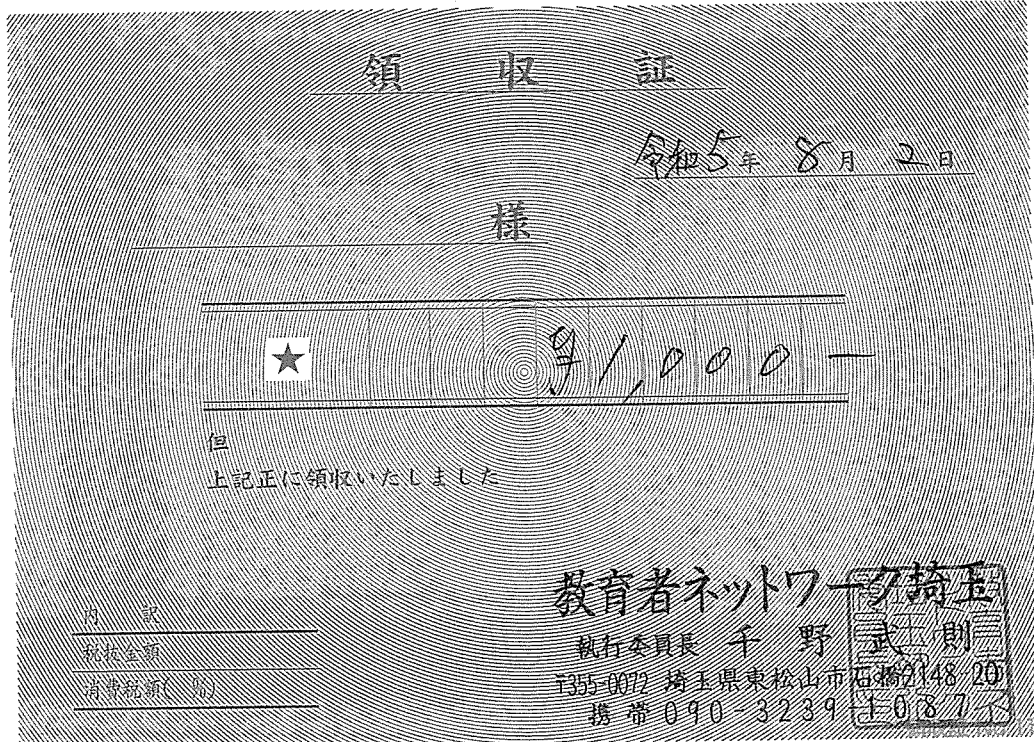 領収証
令和5年 8月 2日
様
★ ¥1,000-
但
上記正に領収いたしました
内訳
税抜金額
消費税額( %)
教育者ネットワーク埼玉
執行委員長 千野武則
〒355-0072 埼玉県東松山市石橋2148-20
携帯090-3239-1087